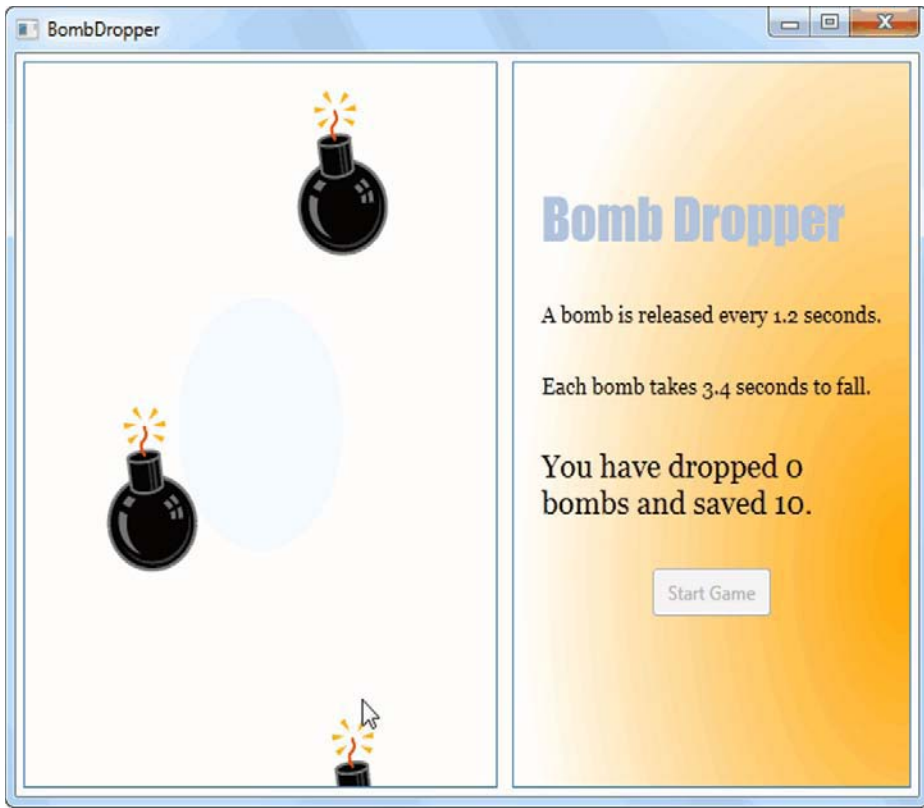 BombDropper
Bomb Dropper
A bomb is released every 1.2 seconds.
Each bomb takes 3.4 seconds to fall.
You have dropped 0
bombs and saved 10.
Start Game